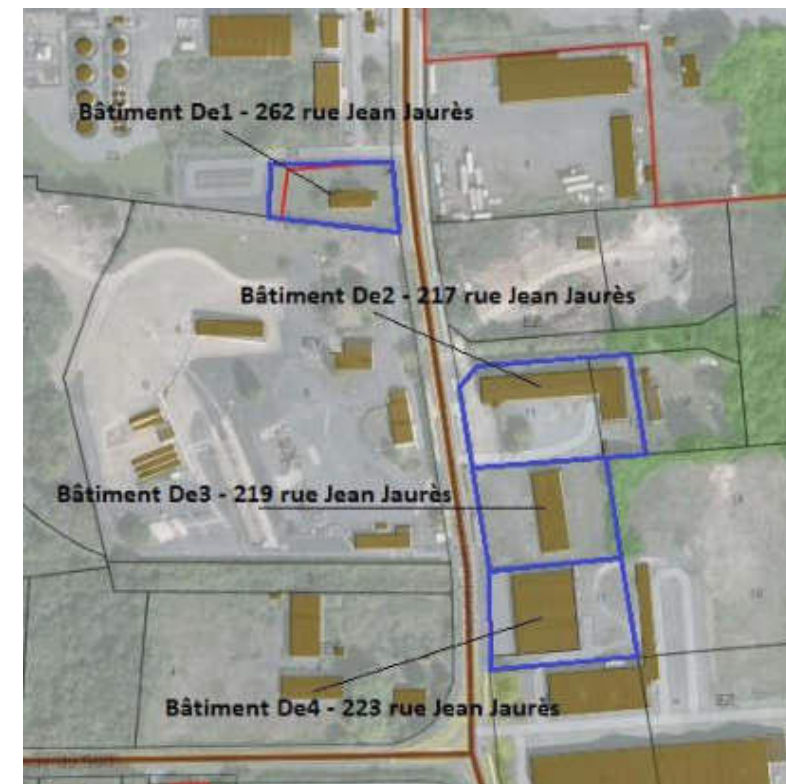 Bâtiment De1 - 262 rue Jean Jaurès
Bâtiment De2 - 217 rue Jean Jaurès
Bâtiment De3 - 219 rue Jean Jaurès
Bâtiment De4 - 223 rue Jean Jaurès